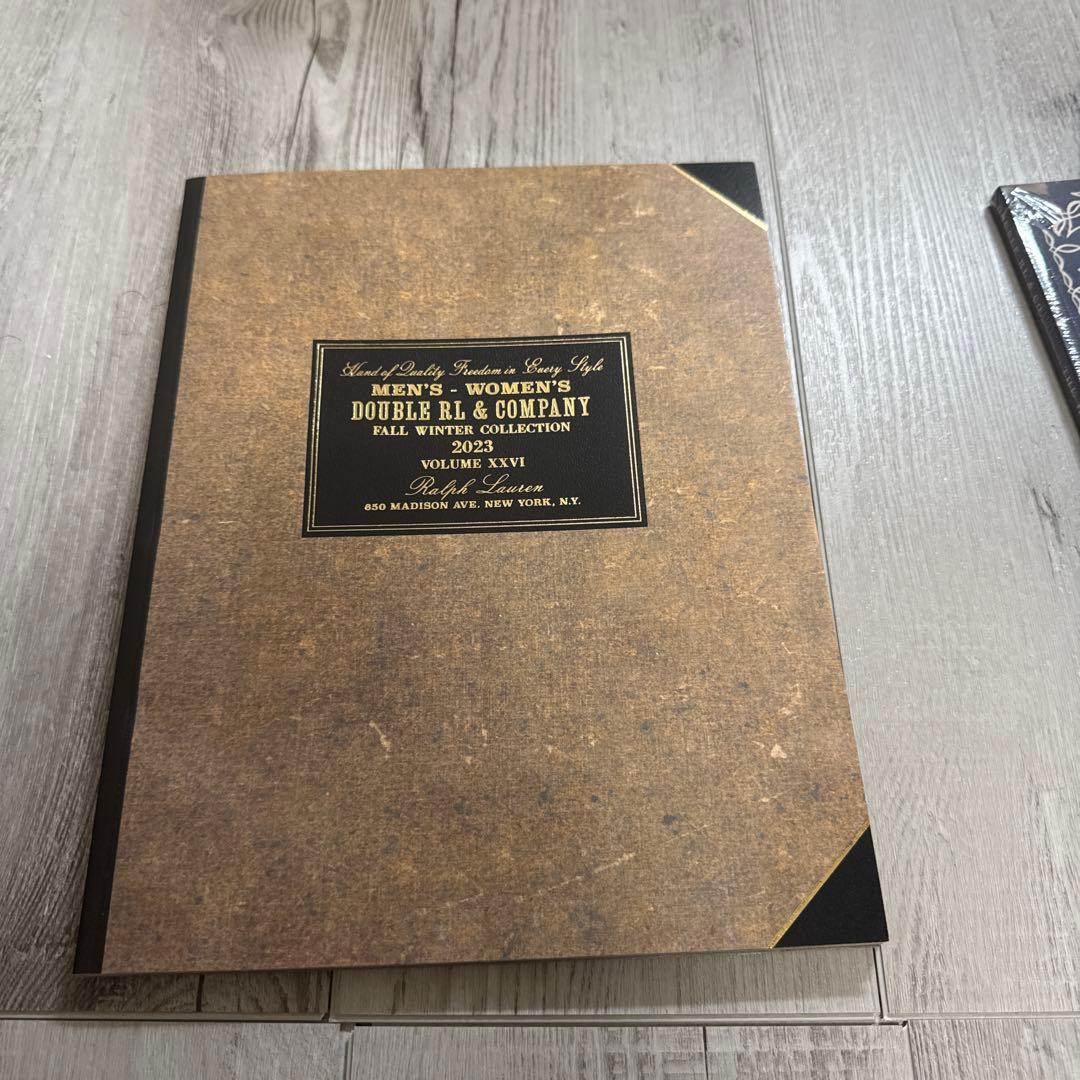 Hand of Quality Freedom in Every Style
MEN'S - WOMEN'S
DOUBLE RL & COMPANY
FALL WINTER COLLECTION
2023
VOLUME XXVI
Ralph Lauren
650 MADISON AVE. NEW YORK, N.Y.